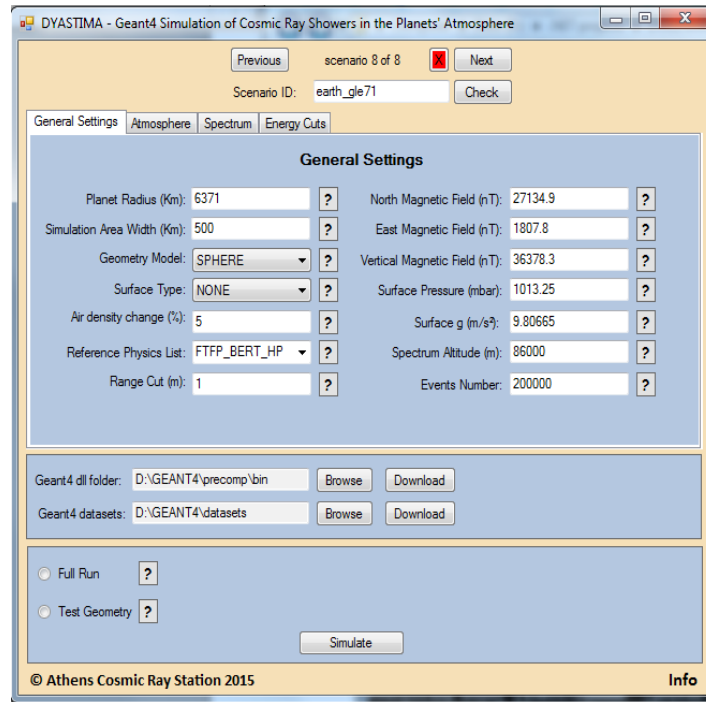 DYASTIMA - Geant4 Simulation of Cosmic Ray Showers in the Planets' Atmosphere
Previous scenario 8 of 8 X Next
Scenario ID: earth_gle71 Check
General Settings Atmosphere Spectrum Energy Cuts
General Settings
Planet Radius (Km): 6371 ? North Magnetic Field (nT): 27134.9 ?
Simulation Area Width (Km): 500 ? East Magnetic Field (nT): 1807.8 ?
Geometry Model: SPHERE ? Vertical Magnetic Field (nT): 36378.3 ?
Surface Type: NONE ? Surface Pressure (mbar): 1013.25 ?
Air density change (%): 5 ? Surface g (m/s²): 9.80665 ?
Reference Physics List: FTFP_BERT_HP ? Spectrum Altitude (m): 86000 ?
Range Cut (m): 1 ? Events Number: 200000 ?
Geant4 dll folder: D:\GEANT4\precomp\bin Browse Download
Geant4 datasets: D:\GEANT4\datasets Browse Download
Full Run ?
Test Geometry ?
Simulate
© Athens Cosmic Ray Station 2015 Info